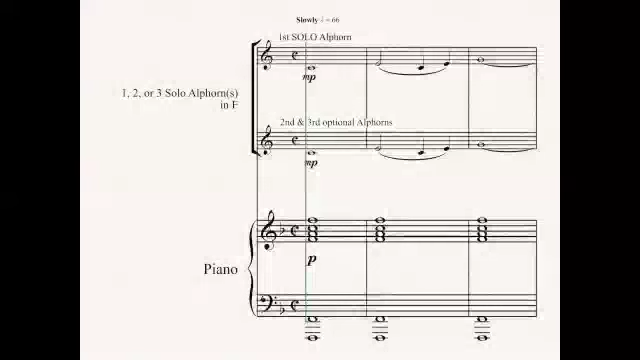 Slowly ♩ = 66
1st SOLO Alphorn
mp
1, 2, or 3 Solo Alphorn(s)
in F
2nd & 3rd optional Alphorns
mp
p
Piano